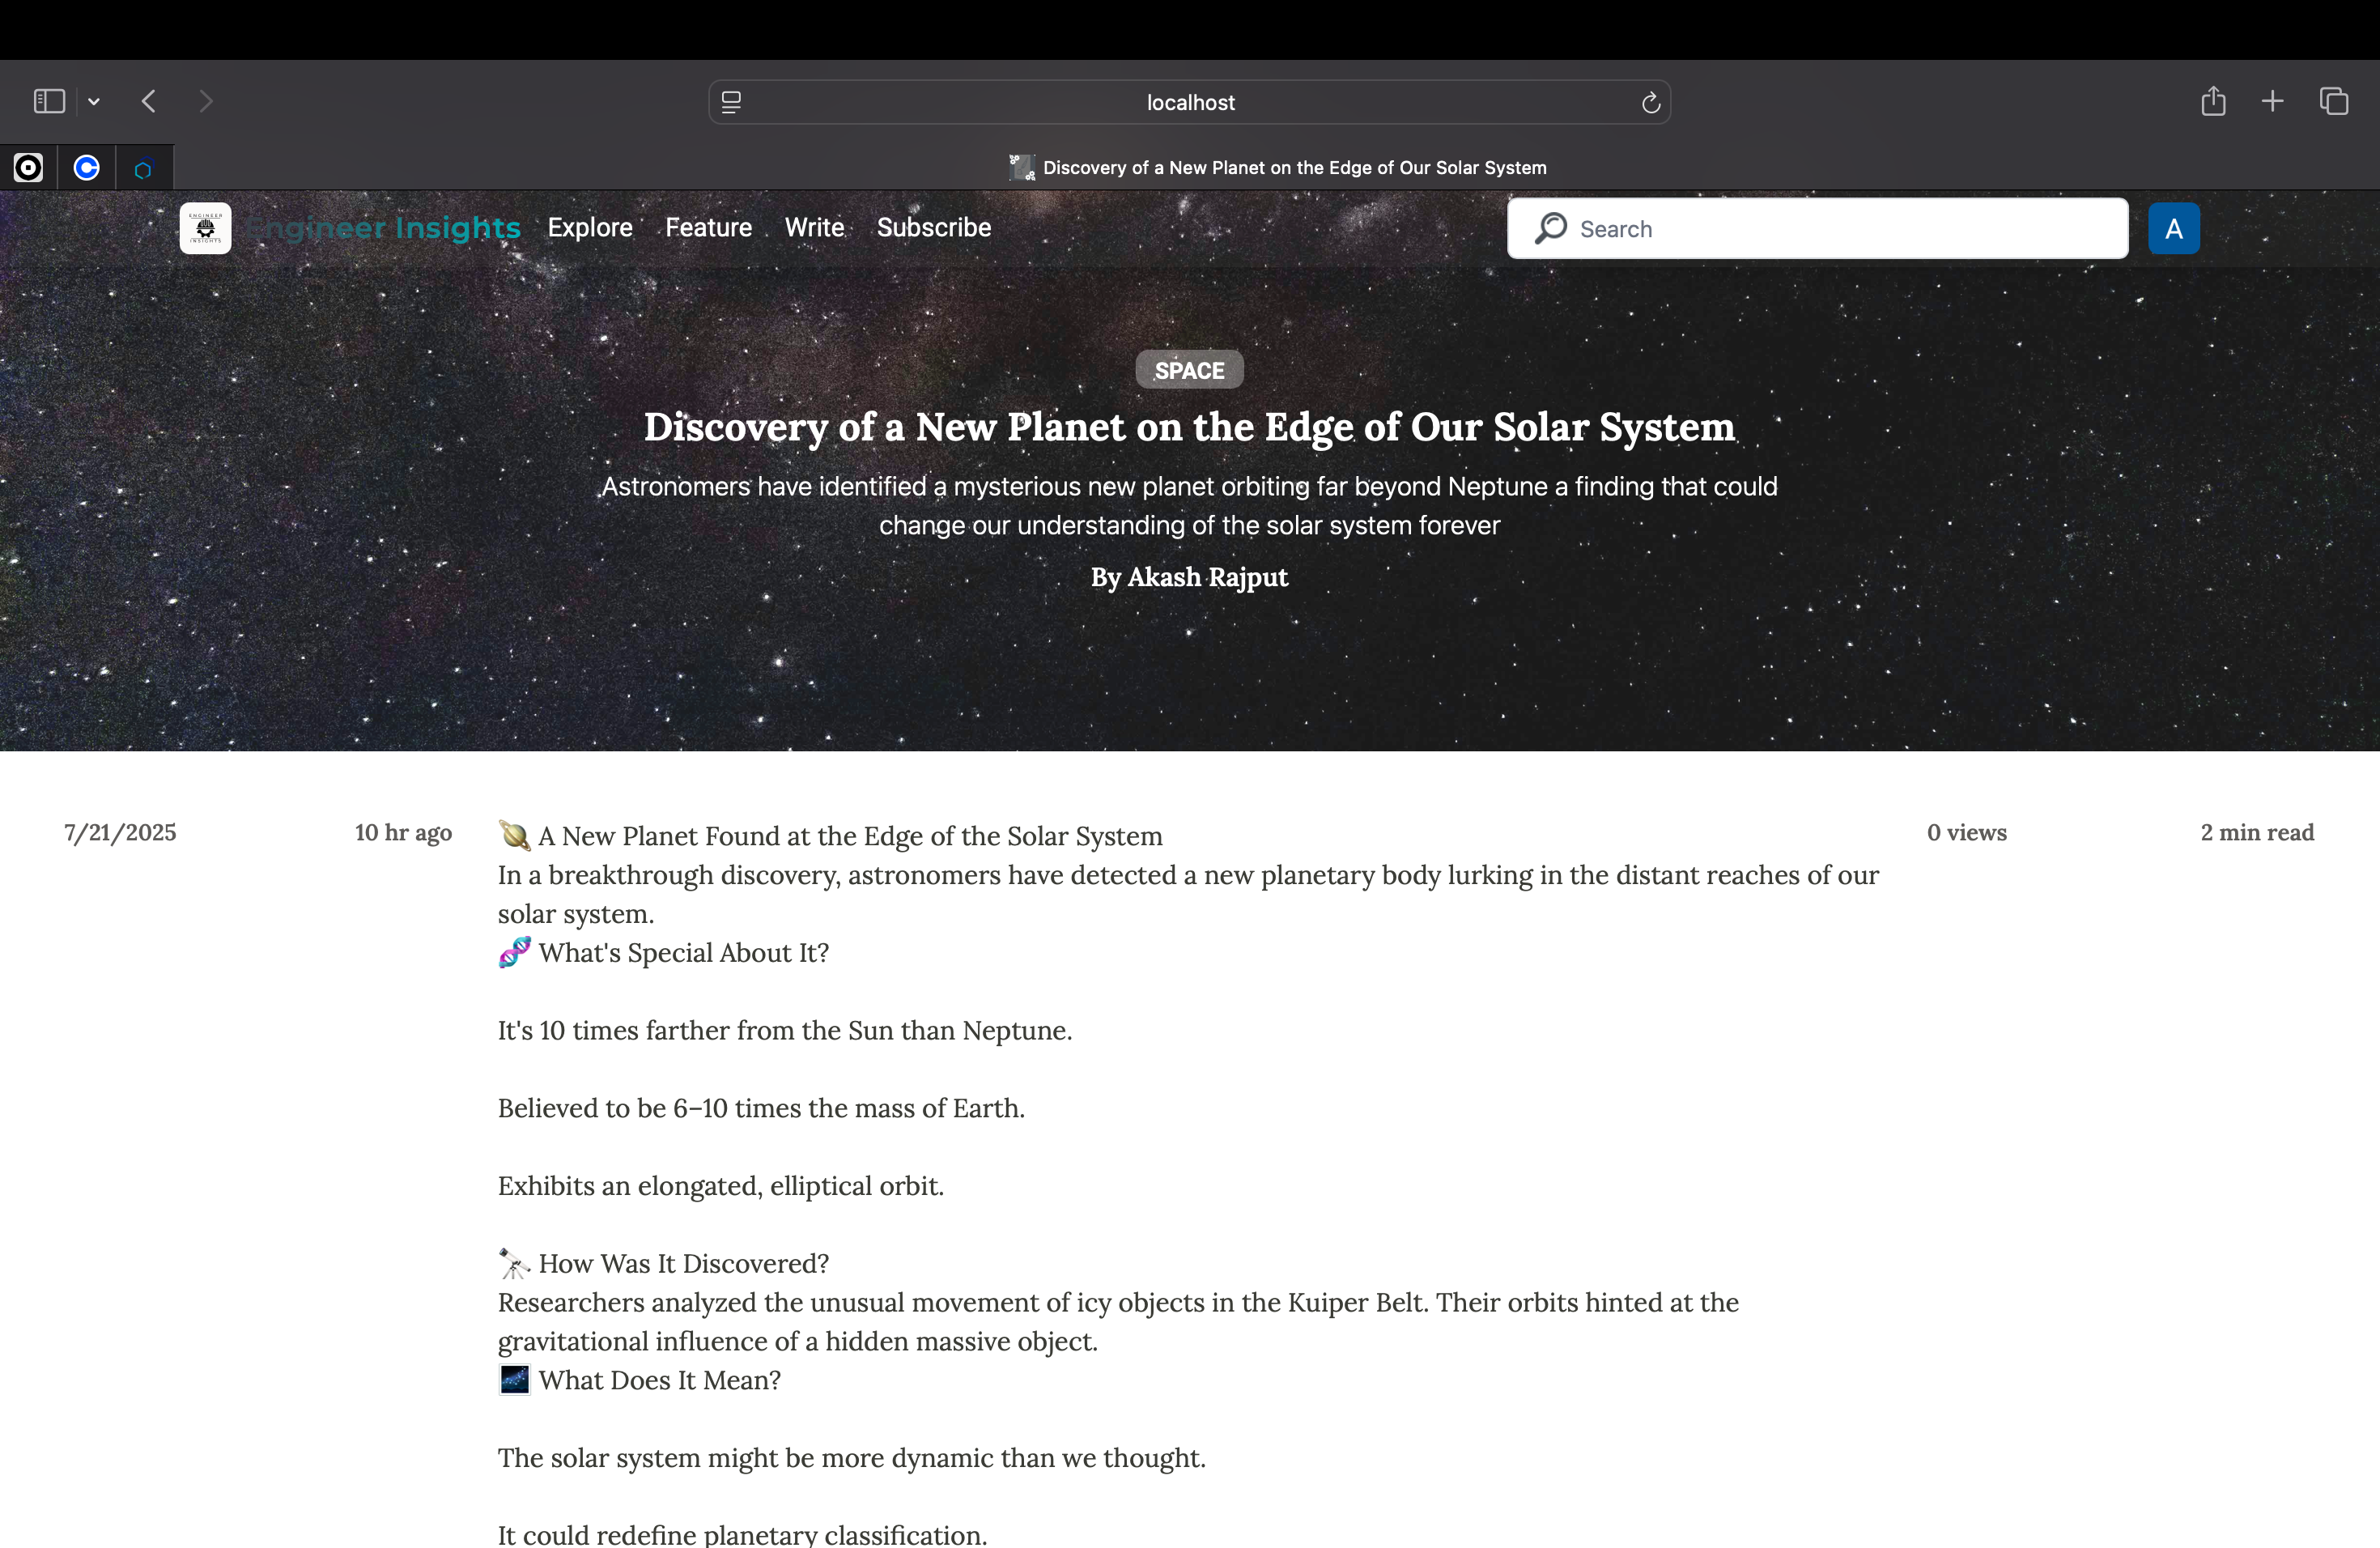 localhost
Discovery of a New Planet on the Edge of Our Solar System
ENGINEER
INSIGHTS
Engineer Insights Explore Feature Write Subscribe
Search
A
SPACE
Discovery of a New Planet on the Edge of Our Solar System
Astronomers have identified a mysterious new planet orbiting far beyond Neptune a finding that could
change our understanding of the solar system forever
By Akash Rajput
7/21/2025
10 hr ago
🪐 A New Planet Found at the Edge of the Solar System
In a breakthrough discovery, astronomers have detected a new planetary body lurking in the distant reaches of our
solar system.
🧬 What's Special About It?
It's 10 times farther from the Sun than Neptune.
Believed to be 6–10 times the mass of Earth.
Exhibits an elongated, elliptical orbit.
🔭 How Was It Discovered?
Researchers analyzed the unusual movement of icy objects in the Kuiper Belt. Their orbits hinted at the
gravitational influence of a hidden massive object.
🌌 What Does It Mean?
The solar system might be more dynamic than we thought.
It could redefine planetary classification.
0 views
2 min read